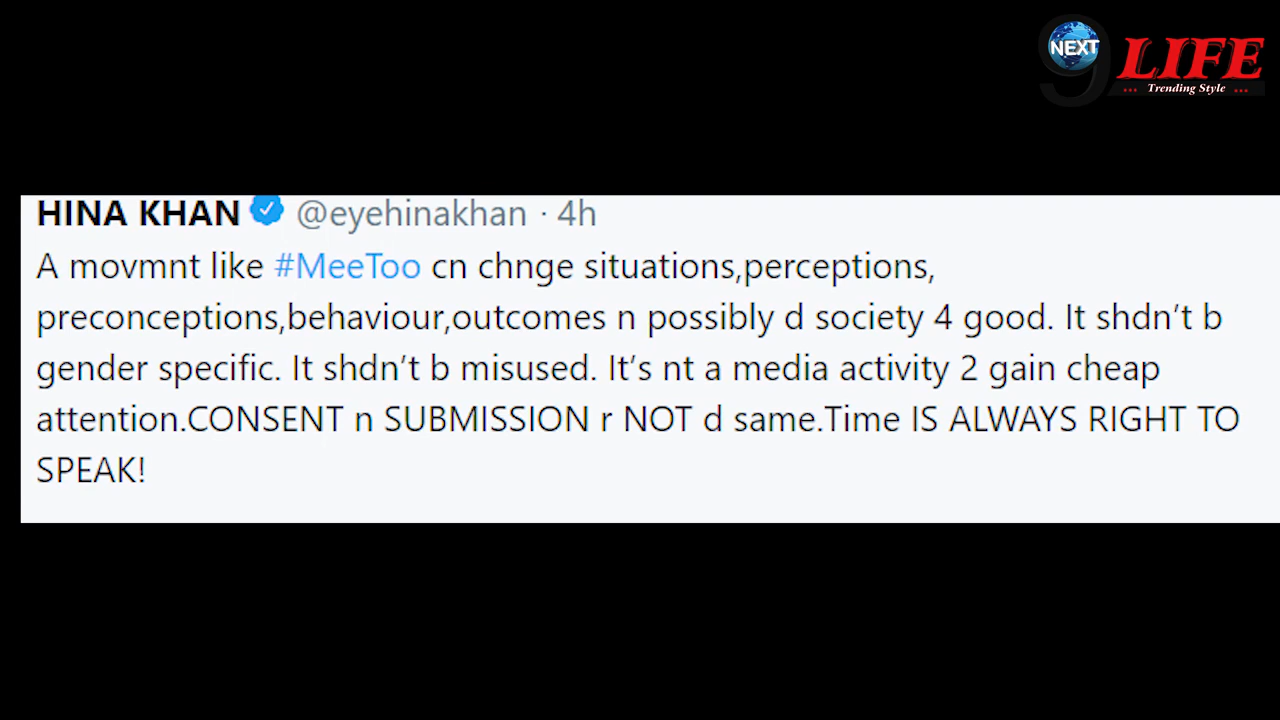 NEXT
9 LIFE
... Trending Style ...
HINA KHAN @eyehinakhan · 4h
A movmnt like #MeeToo cn chnge situations,perceptions,
preconceptions,behaviour,outcomes n possibly d society 4 good. It shdn’t b
gender specific. It shdn’t b misused. It’s nt a media activity 2 gain cheap
attention.CONSENT n SUBMISSION r NOT d same.Time IS ALWAYS RIGHT TO
SPEAK!